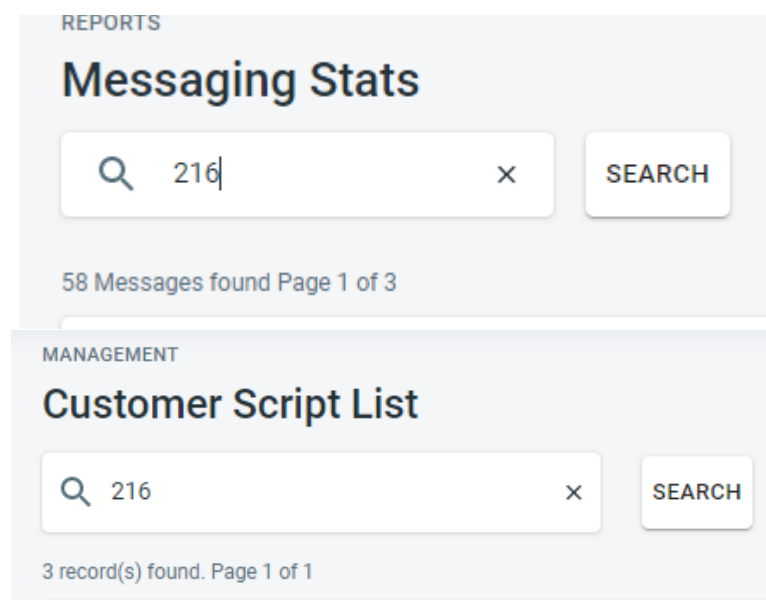 REPORTS
Messaging Stats
216 × SEARCH
58 Messages found Page 1 of 3
MANAGEMENT
Customer Script List
216 × SEARCH
3 record(s) found. Page 1 of 1